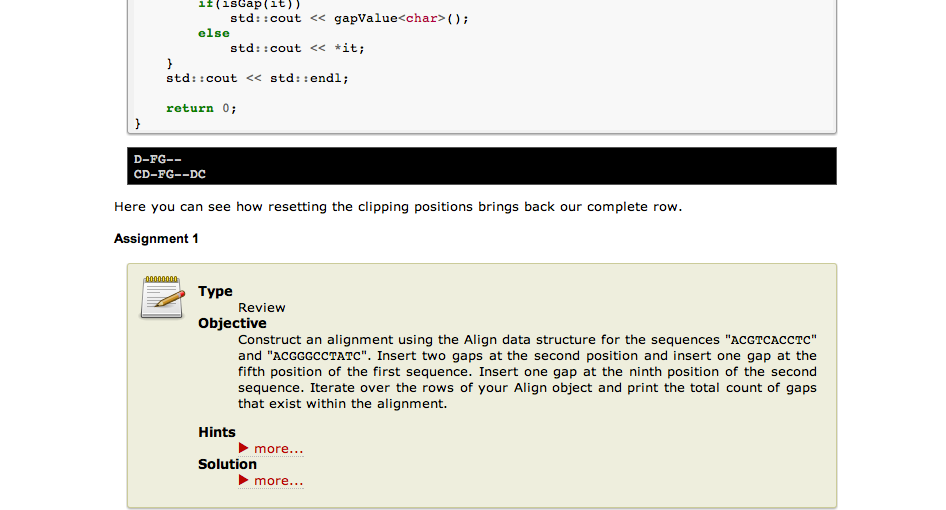 if(isGap(it))
std::cout << gapValue<char>();
else
std::cout << *it;
}
std::cout << std::endl;
return 0;
}
D-FG--
CD-FG--DC
Here you can see how resetting the clipping positions brings back our complete row.
Assignment 1
Type
Review
Objective
Construct an alignment using the Align data structure for the sequences "ACGTCACCTC"
and "ACGGGCCTATC". Insert two gaps at the second position and insert one gap at the
fifth position of the first sequence. Insert one gap at the ninth position of the second
sequence. Iterate over the rows of your Align object and print the total count of gaps
that exist within the alignment.
Hints
more...
Solution
more...